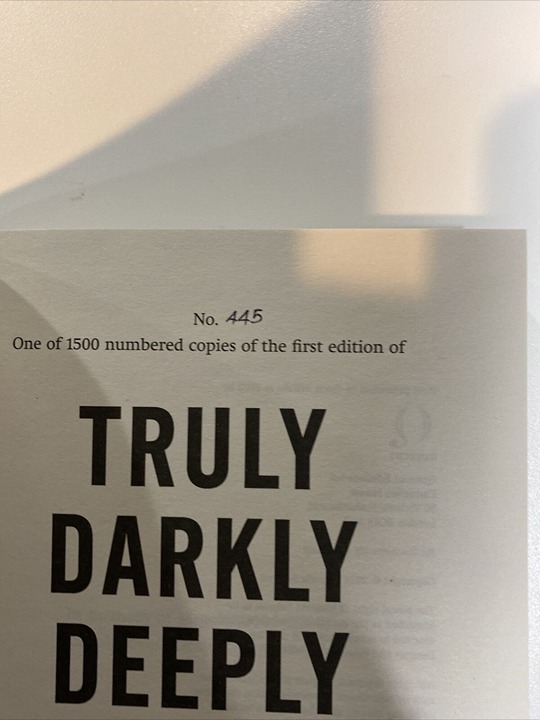 No. 445
One of 1500 numbered copies of the first edition of
TRULY
DARKLY
DEEPLY